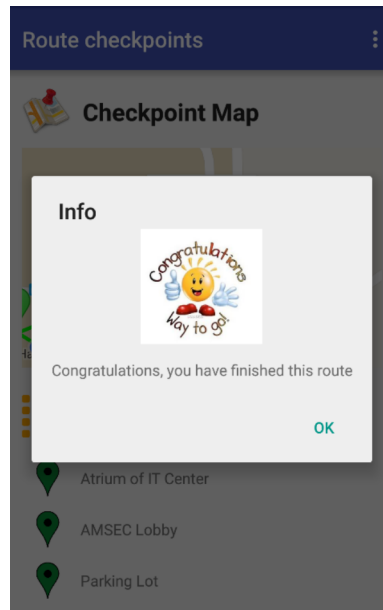 Route checkpoints
Checkpoint Map
Info
Congratulations
Way to go!
Congratulations, you have finished this route
OK
Atrium of IT Center
AMSEC Lobby
Parking Lot